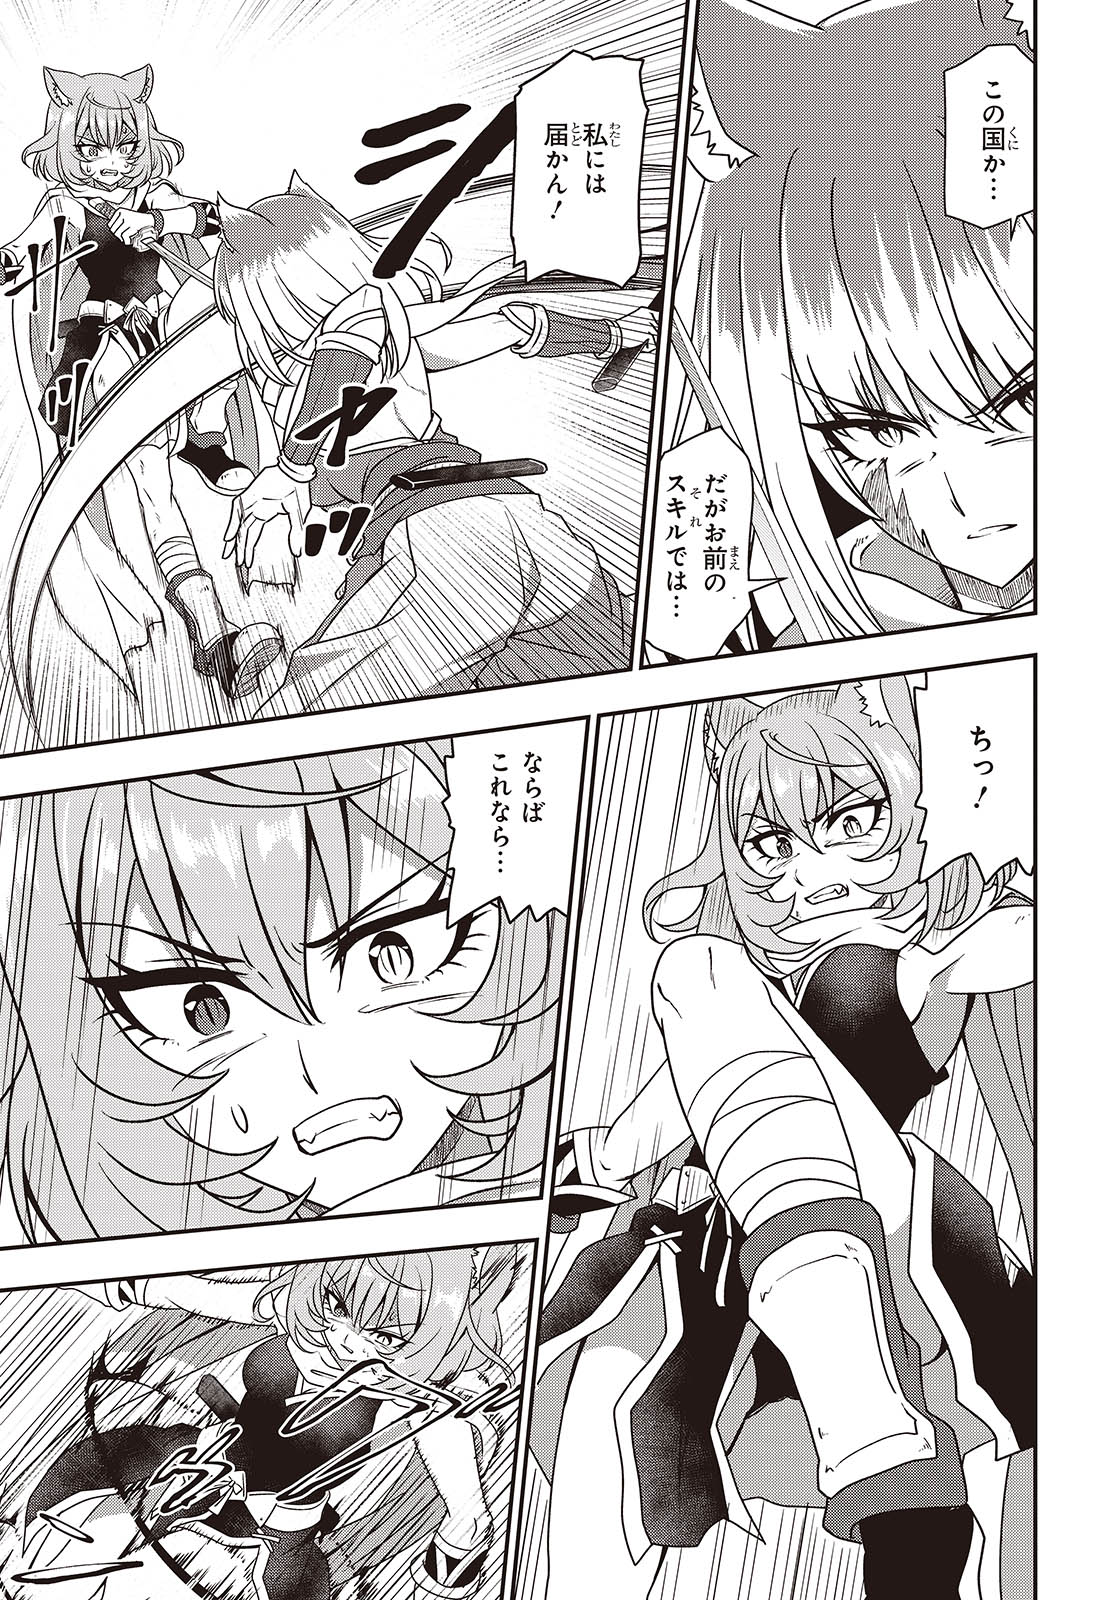 この国か…
だがお前の
スキルでは…
私には
届かん！
ちっ！
ならば
これなら…